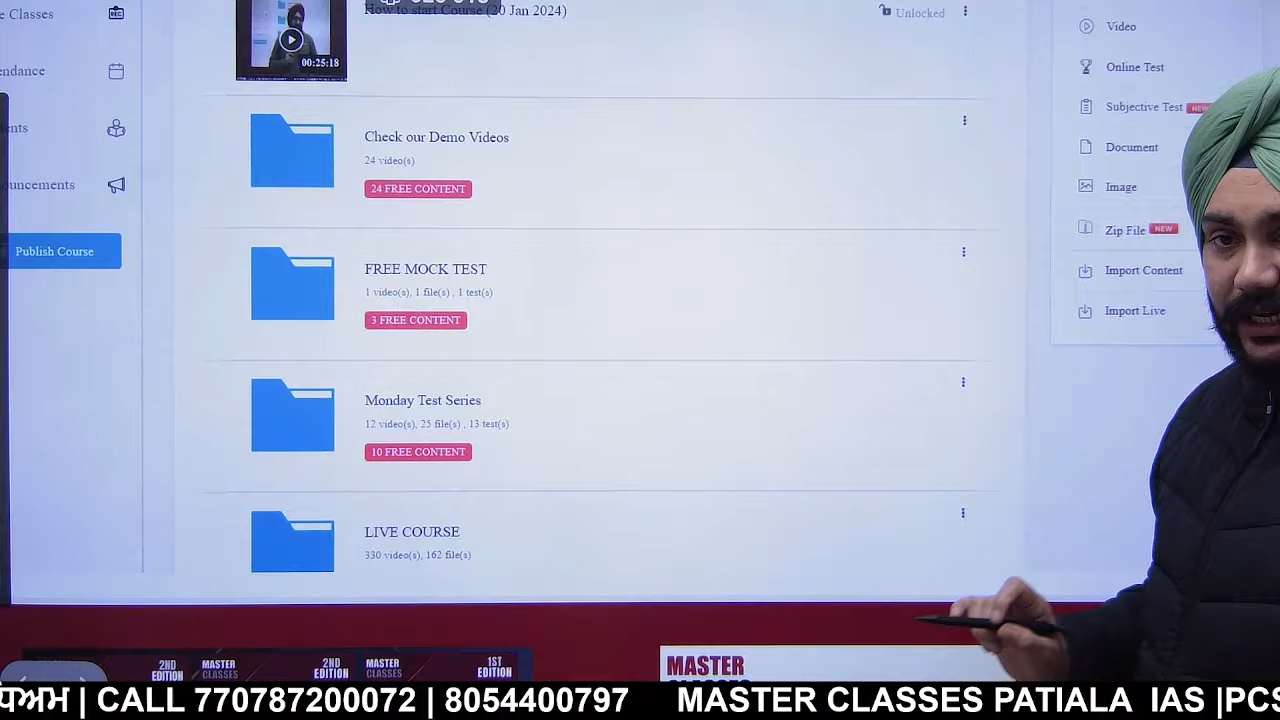 e Classes
REC
endance
ents
ouncements
Publish Course
How to start Course (20 Jan 2024)
Unlocked
00:25:18
Check our Demo Videos
24 video(s)
24 FREE CONTENT
FREE MOCK TEST
1 video(s), 1 file(s) , 1 test(s)
3 FREE CONTENT
Monday Test Series
12 video(s), 25 file(s) , 13 test(s)
10 FREE CONTENT
LIVE COURSE
330 video(s), 162 file(s)
Video
Online Test
Subjective Test NEW
Document
Image
Zip File NEW
Import Content
Import Live
2ND EDITION
MASTER CLASSES
2ND EDITION
MASTER CLASSES
1ST EDITION
MASTER
ਧਿਅਮ | CALL 770787200072 | 8054400797 MASTER CLASSES PATIALA IAS |PCS